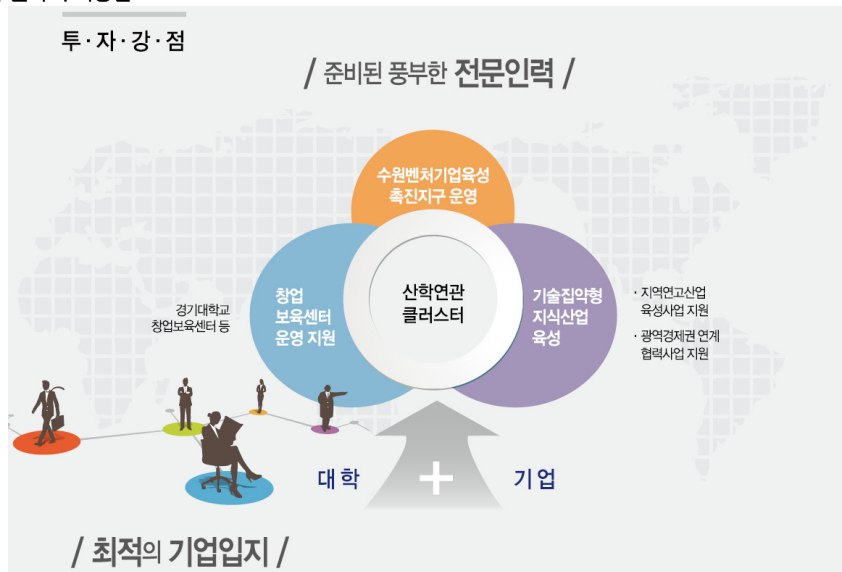 투·자·강·점
/ 준비된 풍부한 전문인력 /
수원벤처기업육성
촉진지구 운영
경기대학교
창업보육센터 등
창업
보육센터
운영 지원
산학연관
클러스터
기술집약형
지식산업
육성
· 지역연고산업
육성사업 지원
· 광역경제권 연계
협력사업 지원
대학 + 기업
/ 최적의 기업입지 /